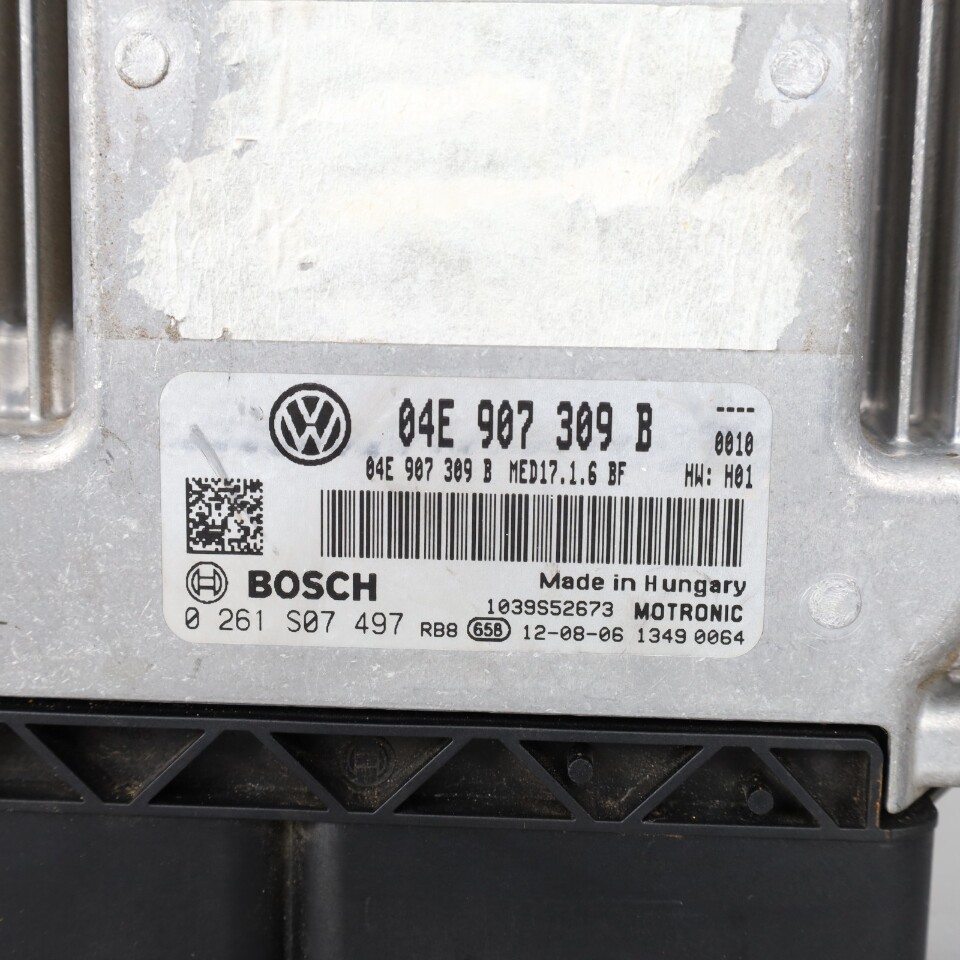 VW 04E 907 309 B ----
0010
04E 907 309 B MED17.1.6 BF HW: H01
BOSCH Made in Hungary
1039S52673 MOTRONIC
0 261 S07 497 RB8 658 12-08-06 1349 0064